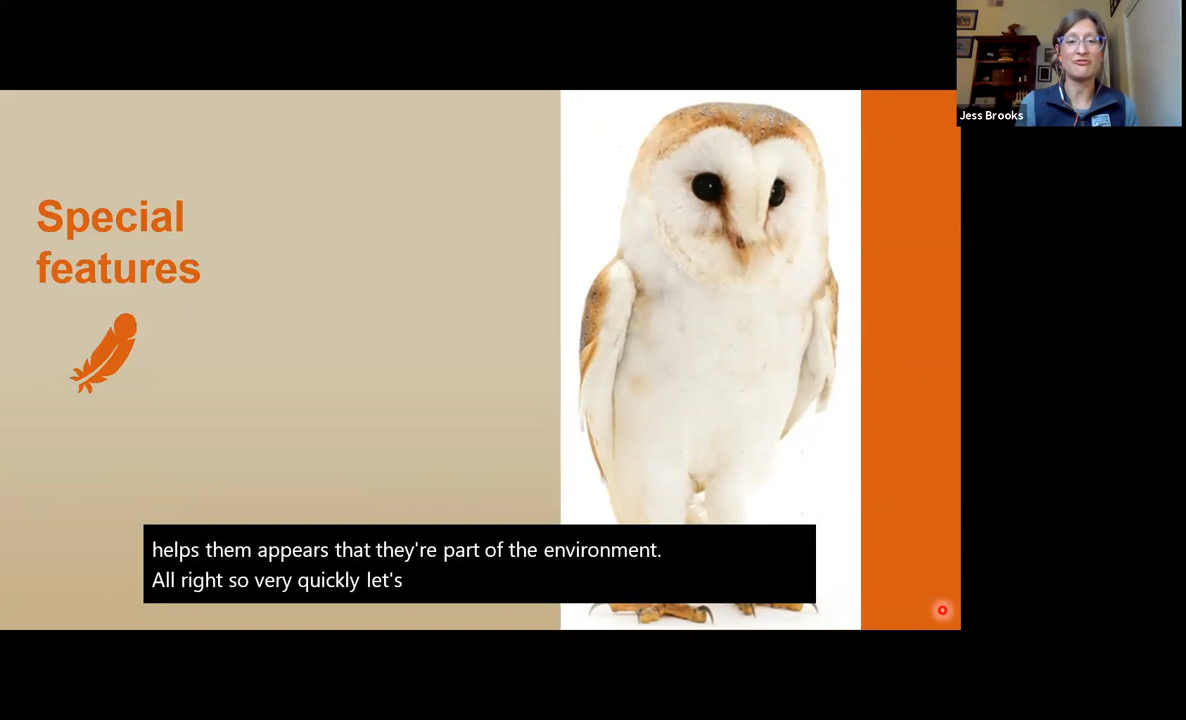 Jess Brooks
Special
features
helps them appears that they're part of the environment.
All right so very quickly let's